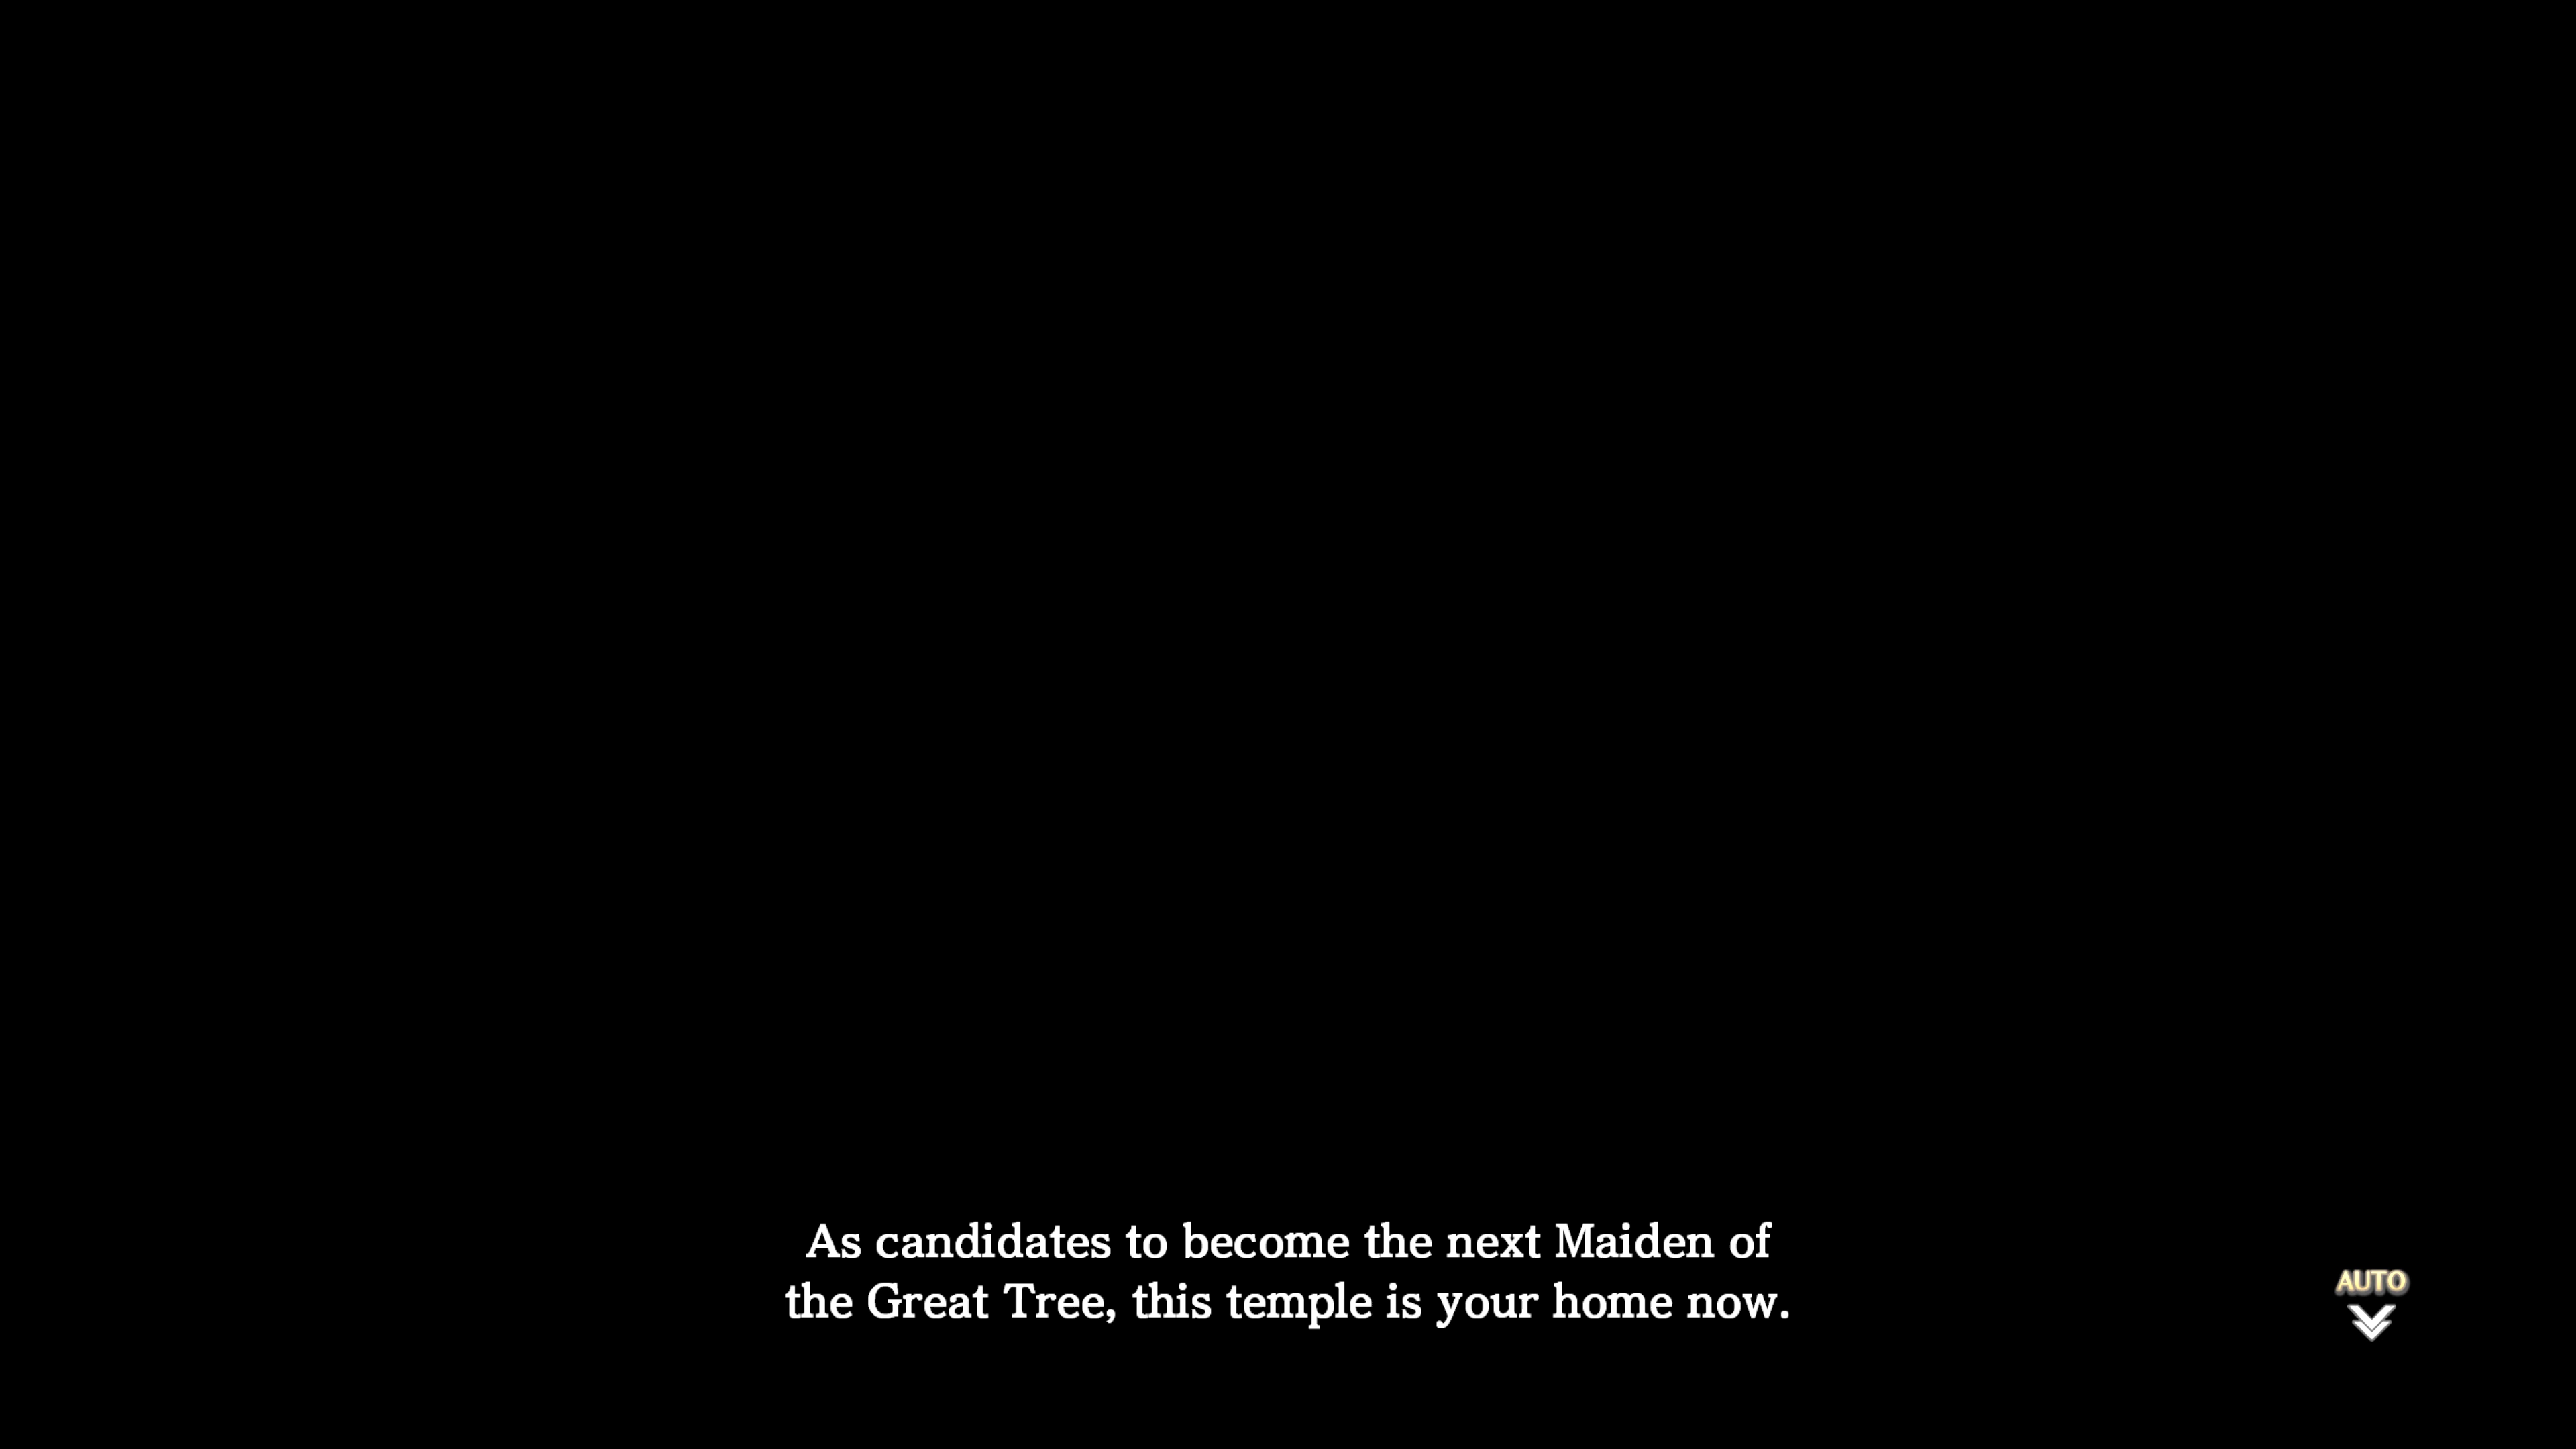 As candidates to become the next Maiden of
the Great Tree, this temple is your home now.
AUTO